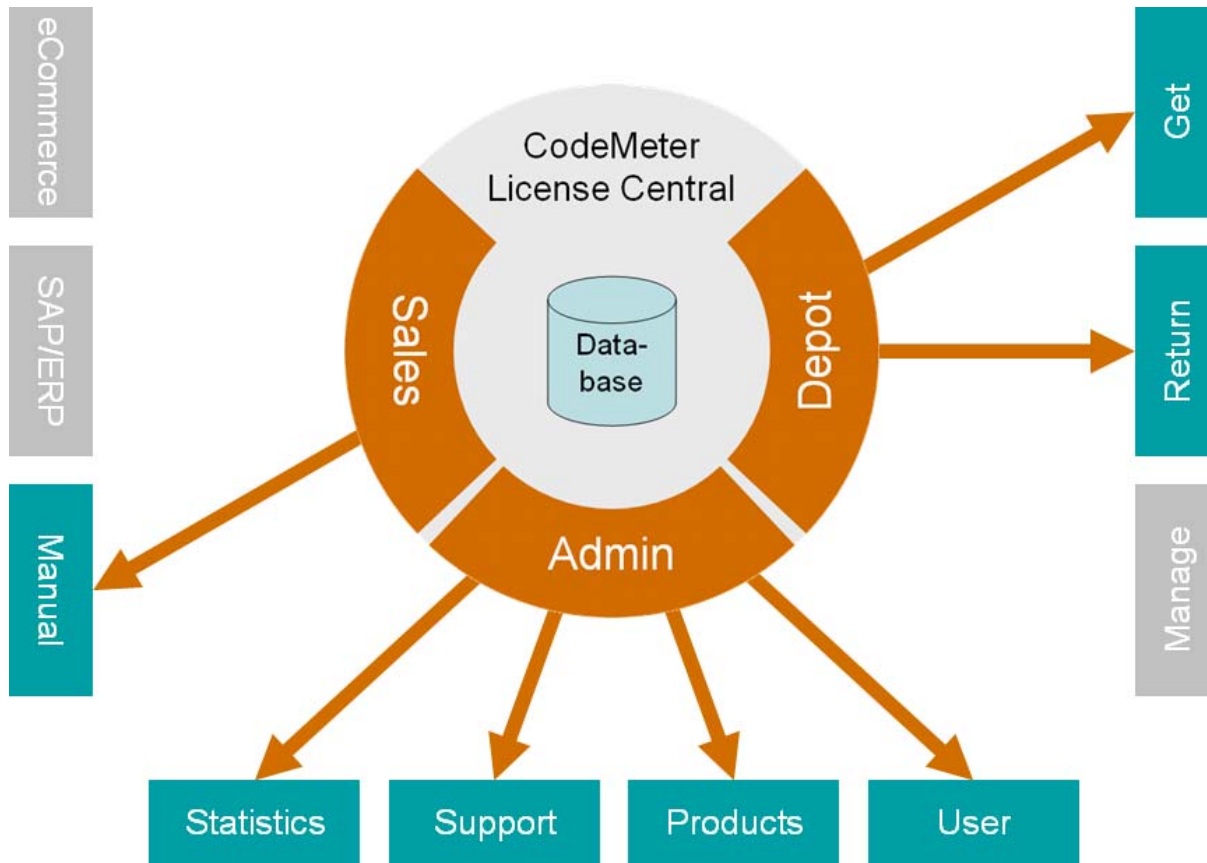 eCommerce
SAP/ERP
Manual
CodeMeter
License Central
Sales
Data-
base
Depot
Admin
Get
Return
Manage
Statistics
Support
Products
User